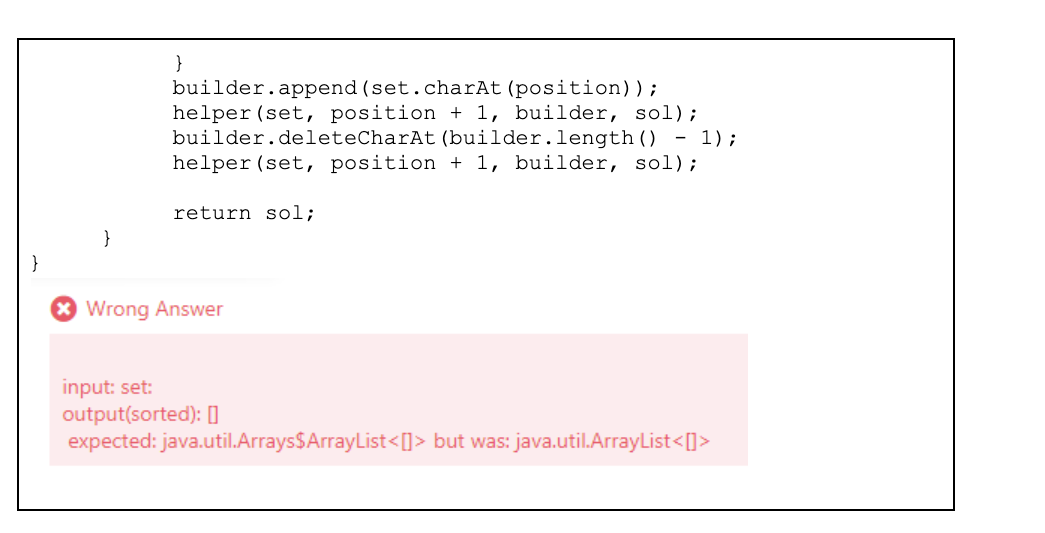 }
builder.append(set.charAt(position));
helper(set, position + 1, builder, sol);
builder.deleteCharAt(builder.length() - 1);
helper(set, position + 1, builder, sol);
return sol;
}
}
Wrong Answer
input: set:
output(sorted): []
expected: java.util.Arrays$ArrayList<[]> but was: java.util.ArrayList<[]>